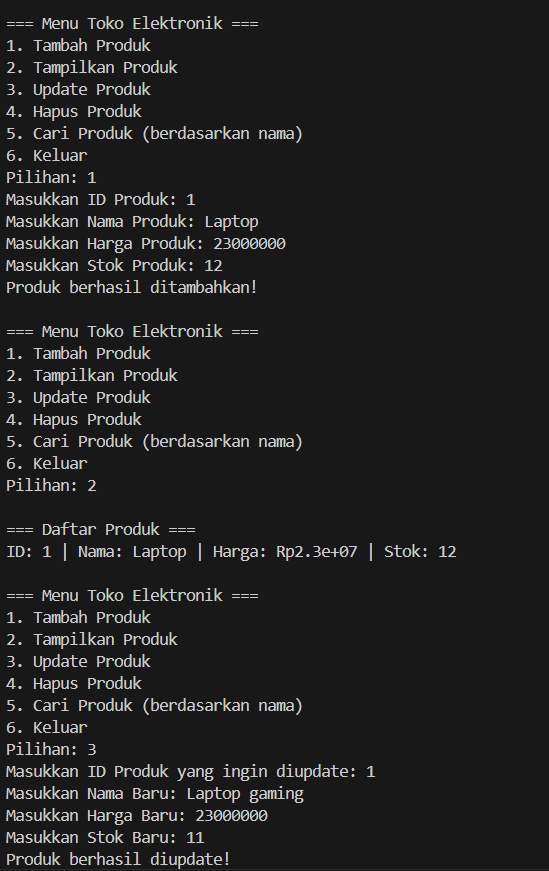 === Menu Toko Elektronik ===
1. Tambah Produk
2. Tampilkan Produk
3. Update Produk
4. Hapus Produk
5. Cari Produk (berdasarkan nama)
6. Keluar
Pilihan: 1
Masukkan ID Produk: 1
Masukkan Nama Produk: Laptop
Masukkan Harga Produk: 23000000
Masukkan Stok Produk: 12
Produk berhasil ditambahkan!
=== Menu Toko Elektronik ===
1. Tambah Produk
2. Tampilkan Produk
3. Update Produk
4. Hapus Produk
5. Cari Produk (berdasarkan nama)
6. Keluar
Pilihan: 2
=== Daftar Produk ===
ID: 1 | Nama: Laptop | Harga: Rp2.3e+07 | Stok: 12
=== Menu Toko Elektronik ===
1. Tambah Produk
2. Tampilkan Produk
3. Update Produk
4. Hapus Produk
5. Cari Produk (berdasarkan nama)
6. Keluar
Pilihan: 3
Masukkan ID Produk yang ingin diupdate: 1
Masukkan Nama Baru: Laptop gaming
Masukkan Harga Baru: 23000000
Masukkan Stok Baru: 11
Produk berhasil diupdate!